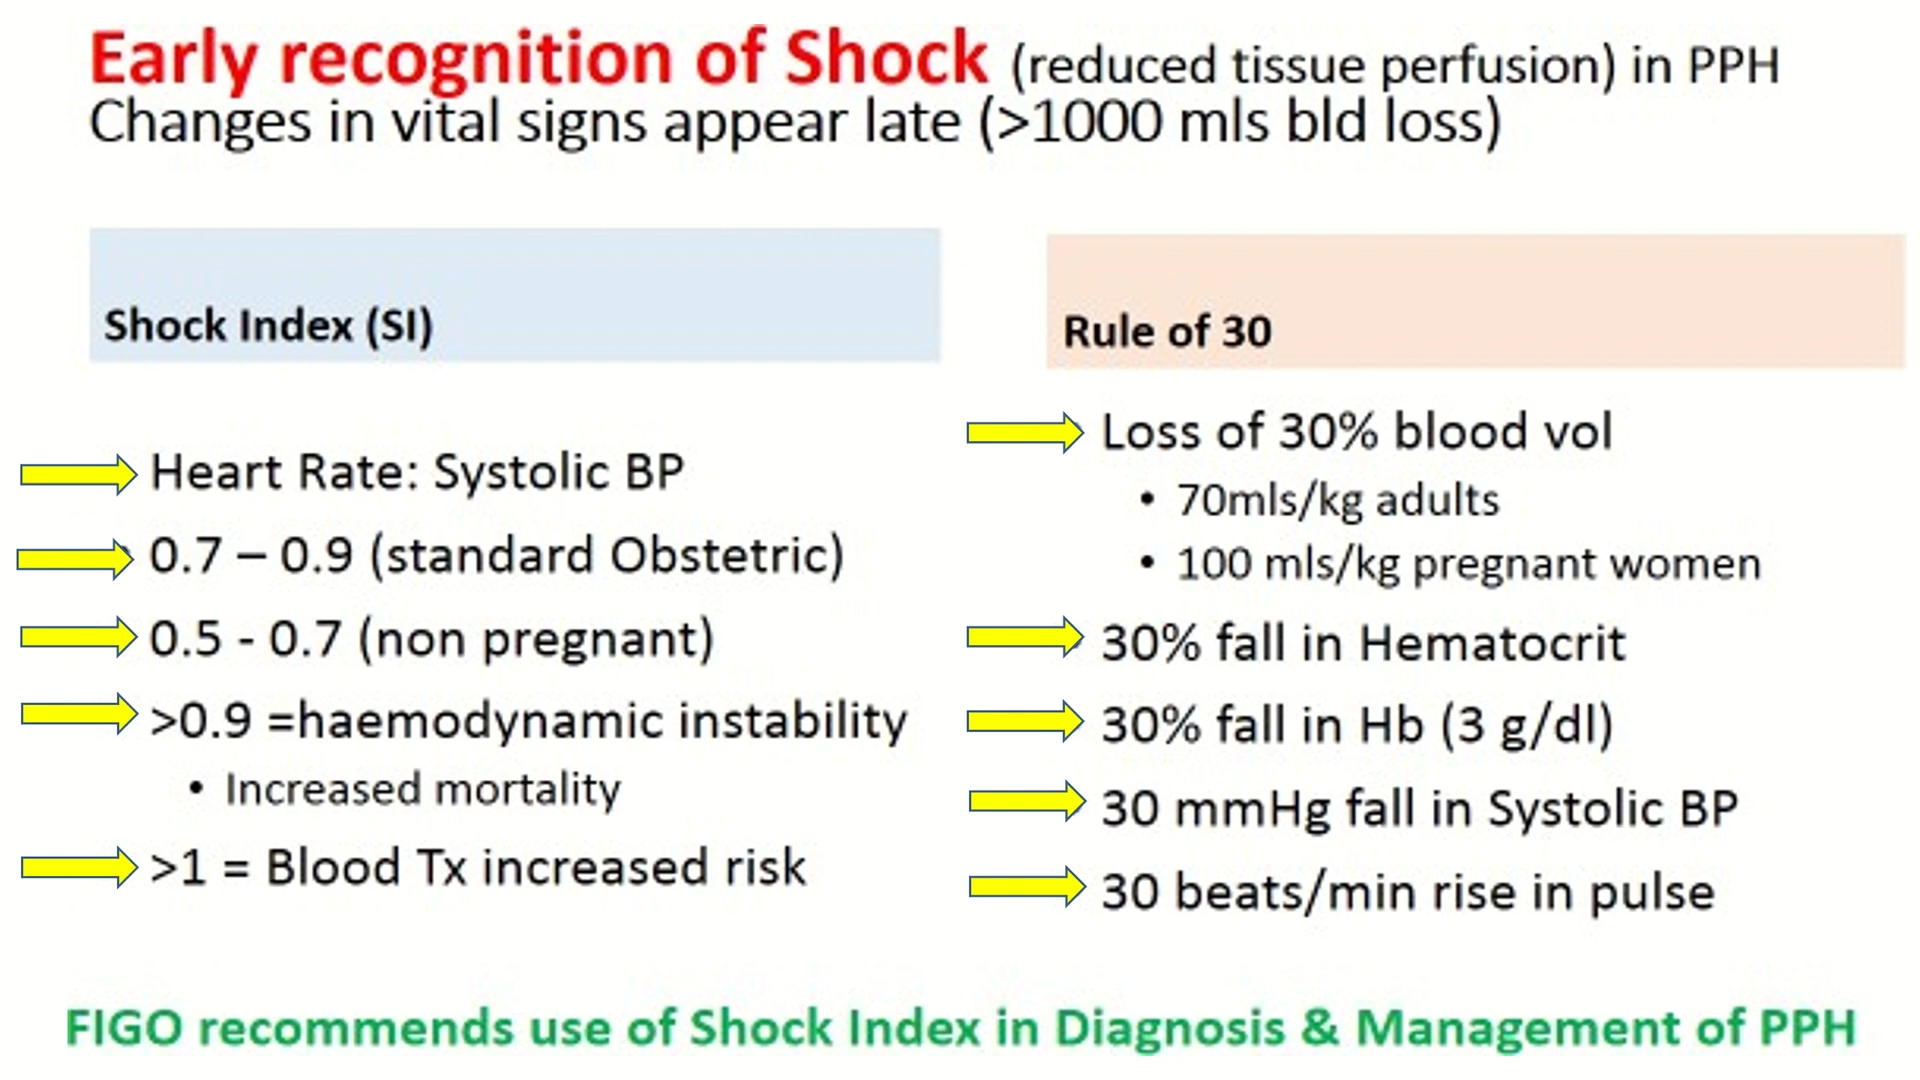 Early recognition of Shock (reduced tissue perfusion) in PPH
Changes in vital signs appear late (>1000 mls bld loss)
Shock Index (SI)
Heart Rate: Systolic BP
0.7 – 0.9 (standard Obstetric)
0.5 - 0.7 (non pregnant)
>0.9 =haemodynamic instability
• Increased mortality
>1 = Blood Tx increased risk
Rule of 30
Loss of 30% blood vol
• 70mls/kg adults
• 100 mls/kg pregnant women
30% fall in Hematocrit
30% fall in Hb (3 g/dl)
30 mmHg fall in Systolic BP
30 beats/min rise in pulse
FIGO recommends use of Shock Index in Diagnosis & Management of PPH